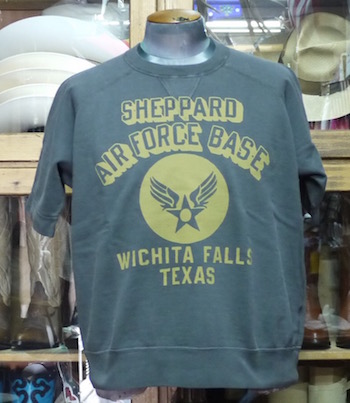 SHEPPARD
AIR FORCE BASE
WICHITA FALLS
TEXAS